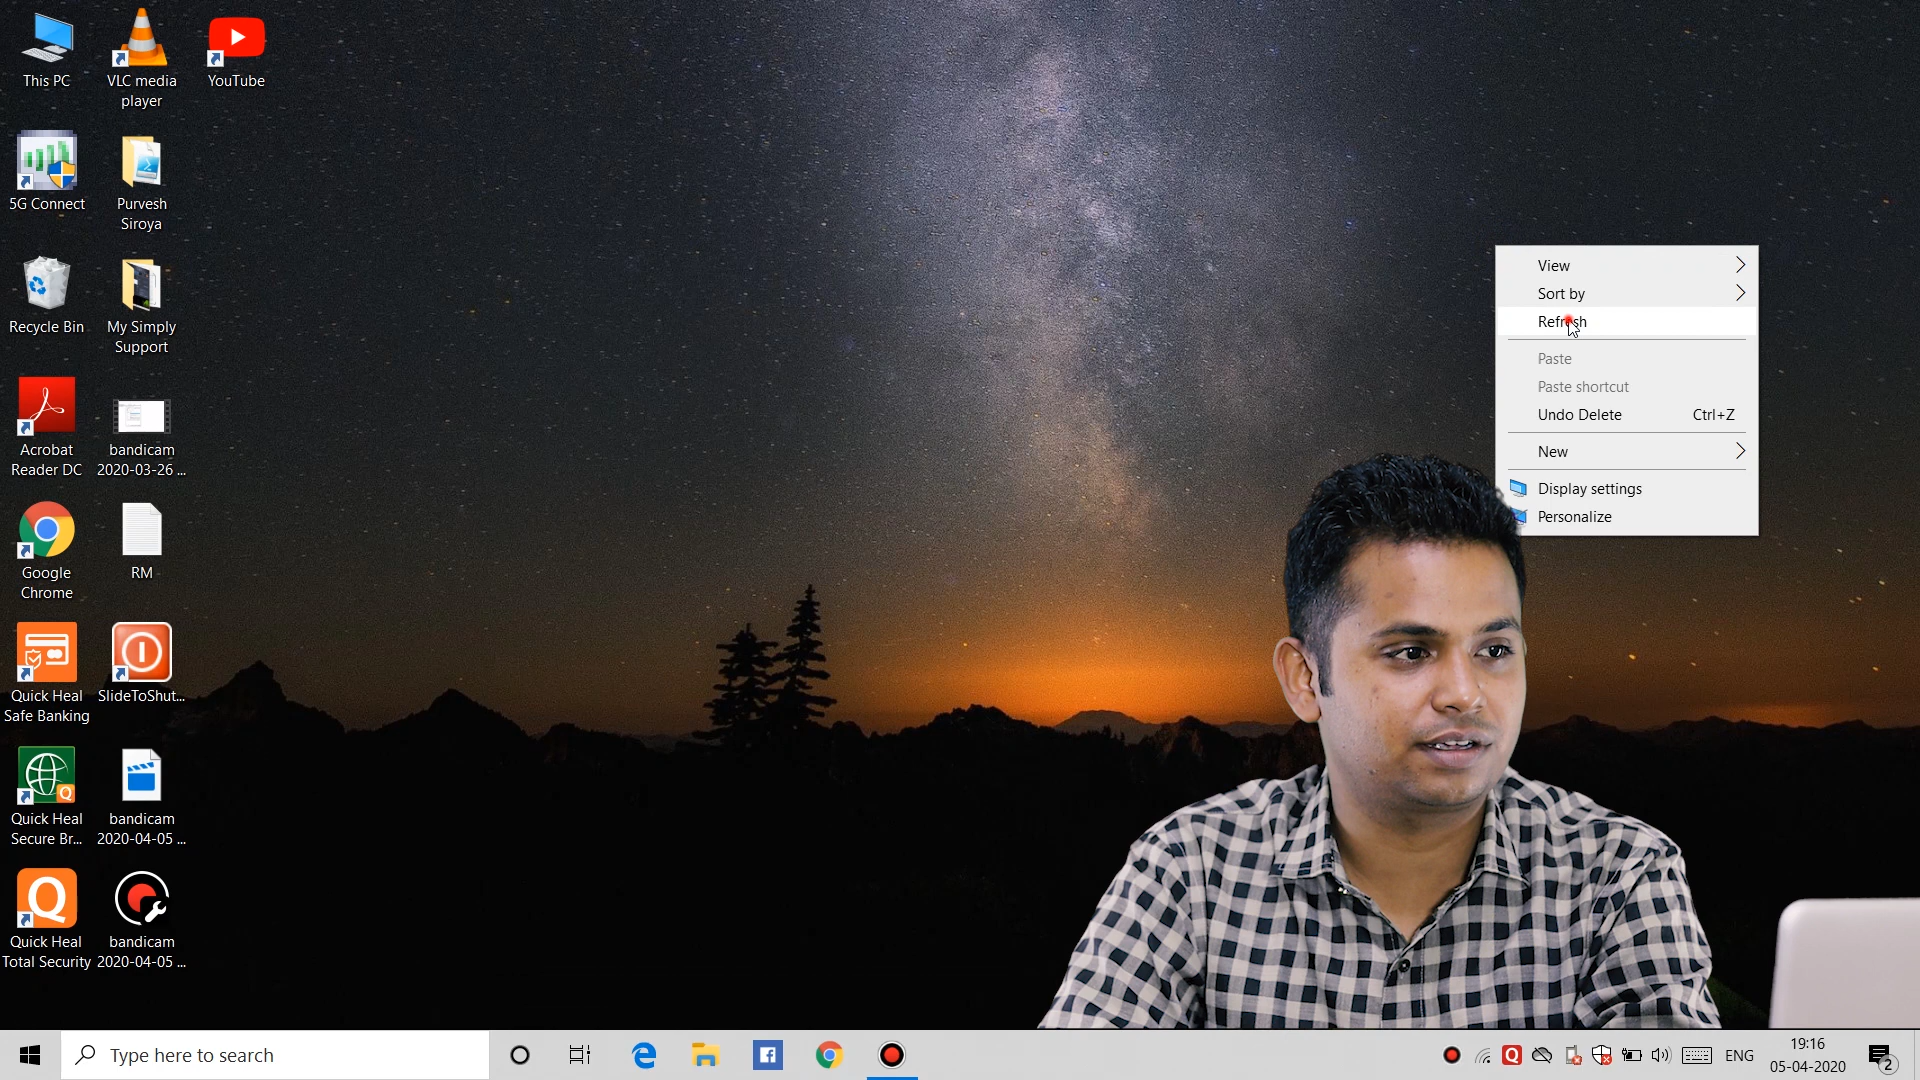 This PC
VLC media
player
YouTube
5G Connect
Purvesh
Siroya
Recycle Bin
My Simply
Support
Acrobat
Reader DC
bandicam
2020-03-26 ...
Google
Chrome
RM
Quick Heal
Safe Banking
SlideToShut...
Quick Heal
Secure Br...
bandicam
2020-04-05 ...
Quick Heal
Total Security
bandicam
2020-04-05 ...
View
Sort by
Refresh
Paste
Paste shortcut
Undo Delete Ctrl+Z
New
Display settings
Personalize
Type here to search
ENG
19:16
05-04-2020
2